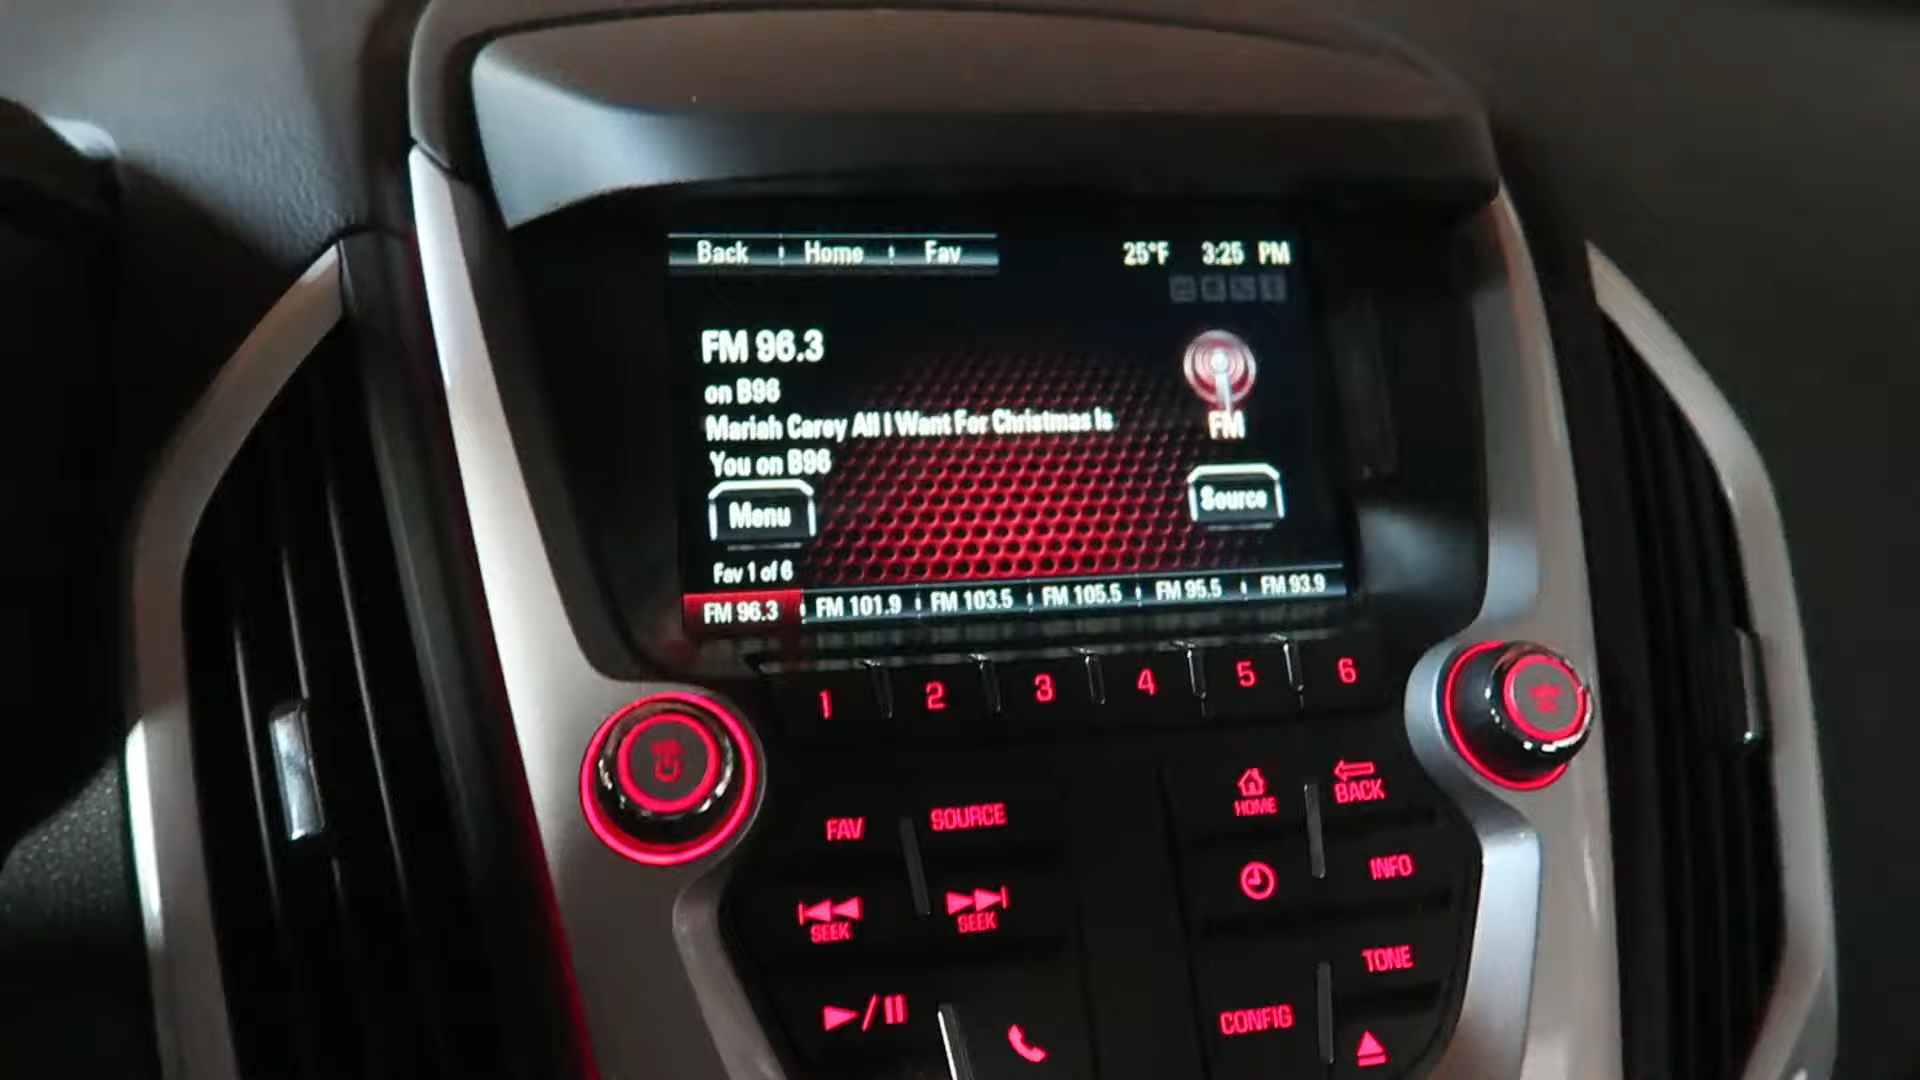 Back Home Fav 25°F 3:25 PM
FM 96.3
on B96
Mariah Carey All I Want For Christmas Is
You on B96
FM
Menu
Source
Fav 1 of 6
FM 96.3 FM 101.9 FM 103.5 FM 105.5 FM 95.5 FM 93.9
1 2 3 4 5 6
FAV SOURCE
HOME BACK
SEEK SEEK
INFO
TONE
CONFIG